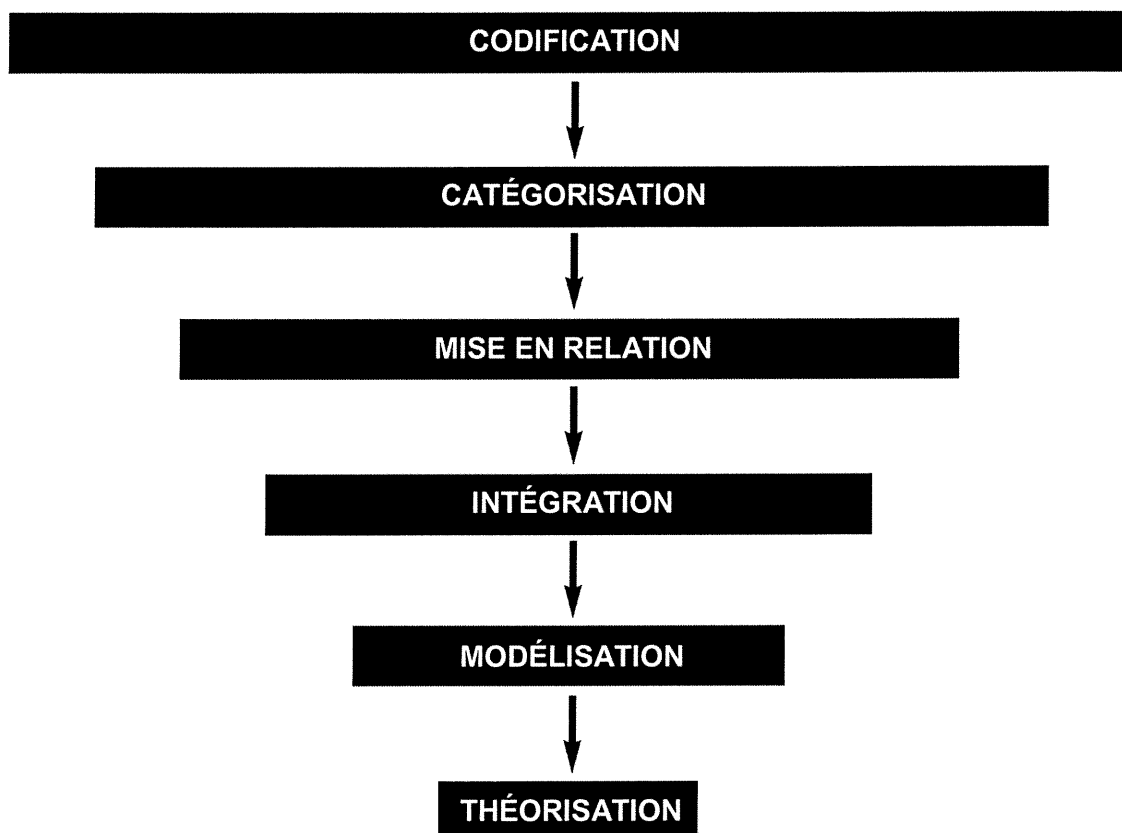 CODIFICATION
CATÉGORISATION
MISE EN RELATION
INTÉGRATION
MODÉLISATION
THÉORISATION